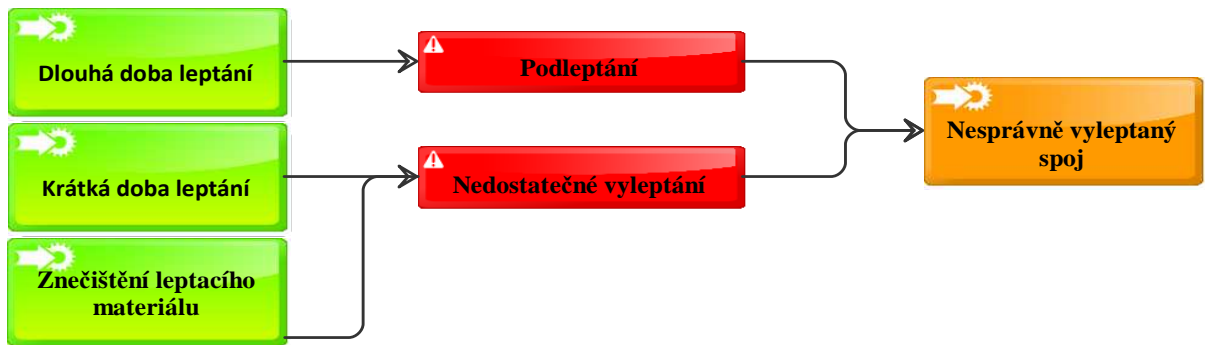 Dlouhá doba leptání
Podleptání
Nesprávně vyleptaný
spoj
Krátká doba leptání
Nedostatečné vyleptání
Znečištění leptacího
materiálu